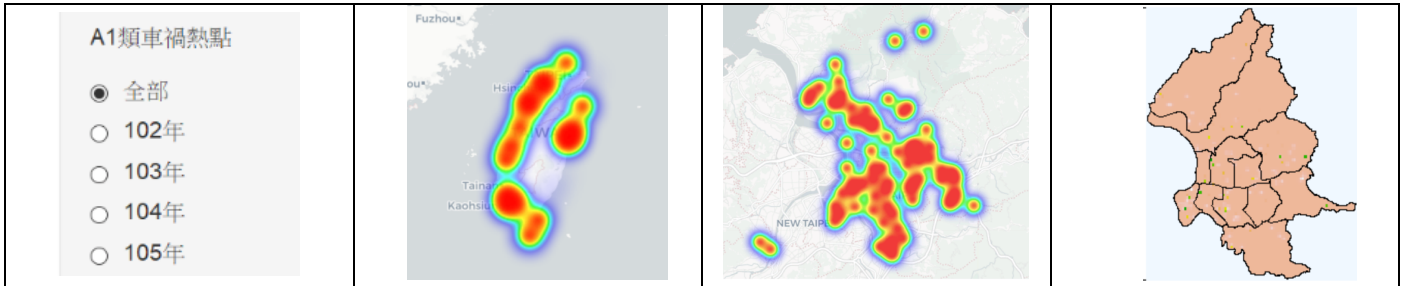 A1類車禍熱點
全部
102年
103年
104年
105年
Fuzhou
Hsin
W
Tainan
Kaohsiu
NEW TAIP